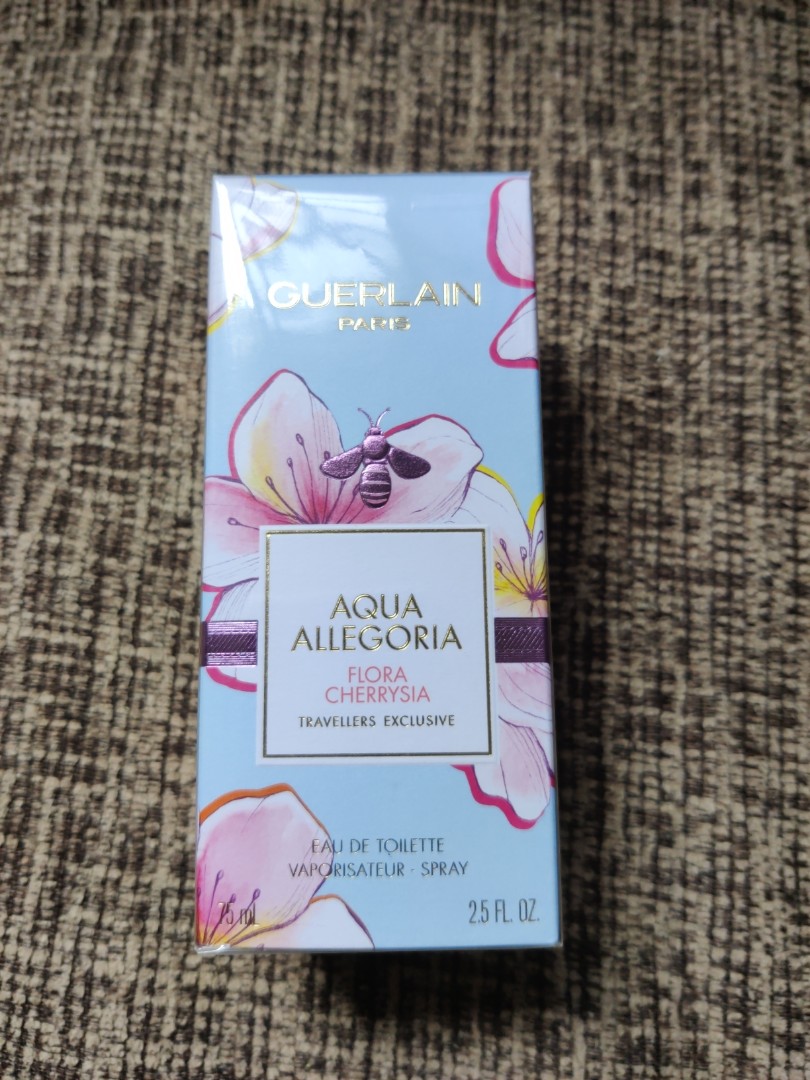 GUERLAIN
PARIS
AQUA
ALLEGORIA
FLORA
CHERRYSIA
TRAVELLERS EXCLUSIVE
EAU DE TOILETTE
VAPORISATEUR · SPRAY
75 mL 2.5 FL. OZ.